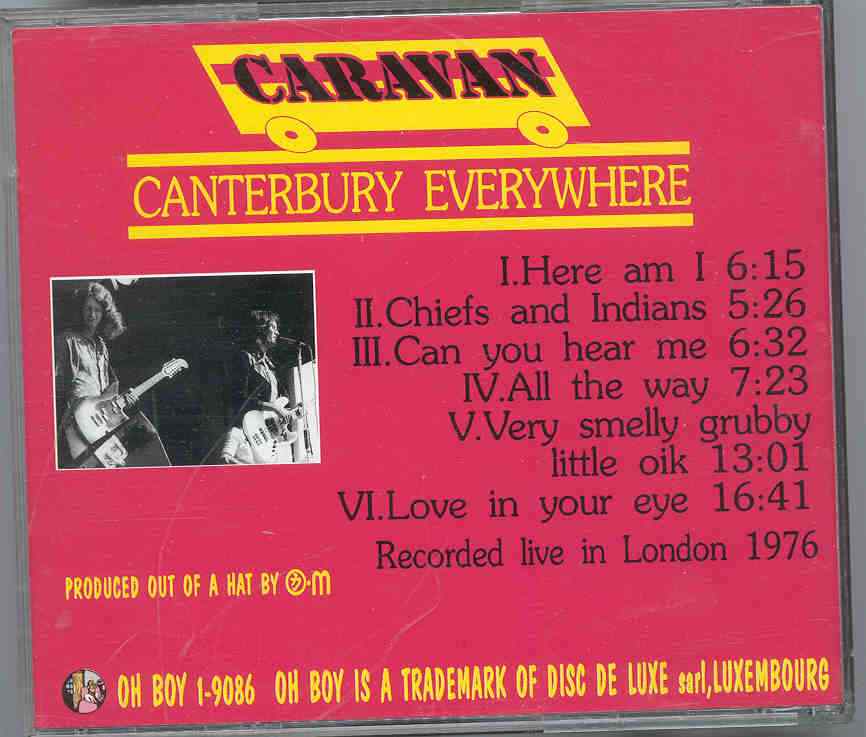 CARAVAN
CANTERBURY EVERYWHERE
I.Here am I 6:15
II.Chiefs and Indians 5:26
III.Can you hear me 6:32
IV.All the way 7:23
V.Very smelly grubby
little oik 13:01
VI.Love in your eye 16:41
Recorded live in London 1976
PRODUCED OUT OF A HAT BY カ·m
OH BOY 1-9086 OH BOY IS A TRADEMARK OF DISC DE LUXE sarl,LUXEMBOURG